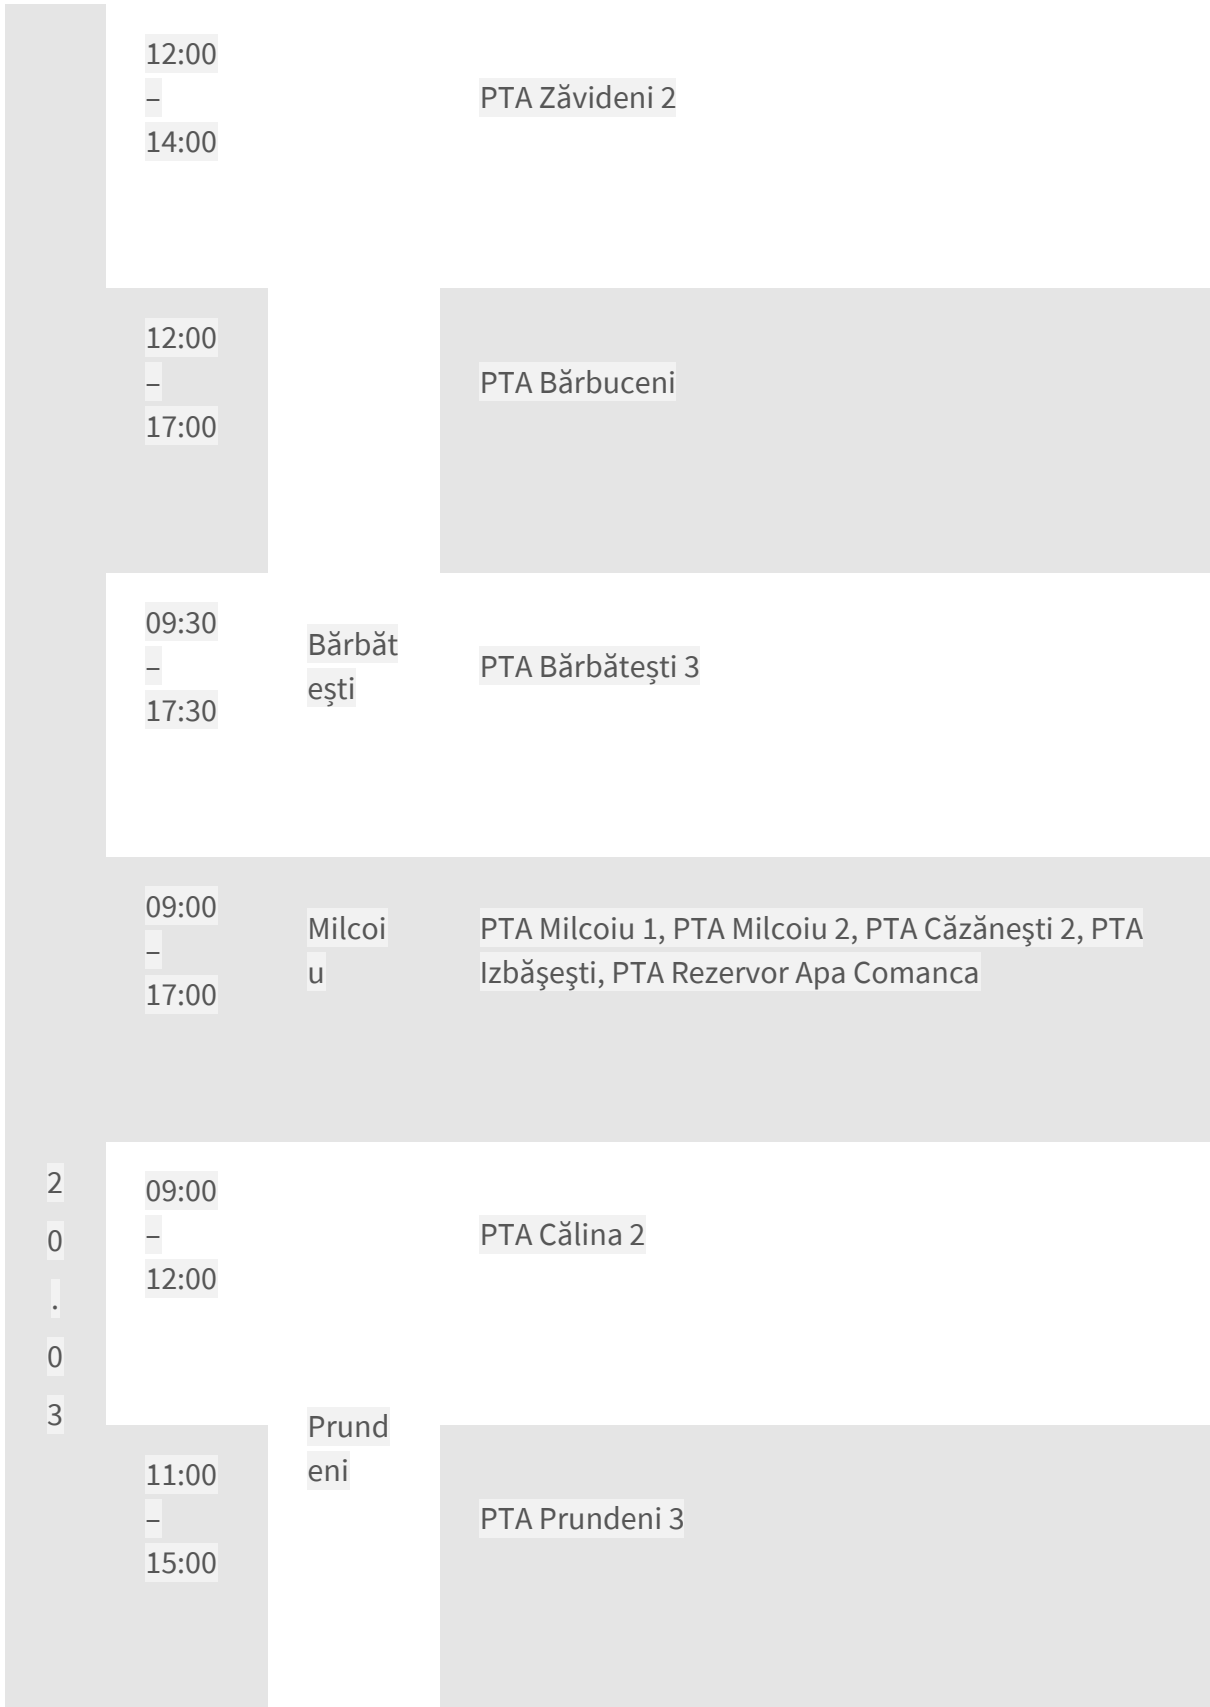 12:00
–
14:00
PTA Zăvideni 2
12:00
–
17:00
PTA Bărbuceni
09:30
–
17:30
Bărbăt
ești
PTA Bărbătești 3
09:00
–
17:00
Milcoi
u
PTA Milcoiu 1, PTA Milcoiu 2, PTA Căzăneşti 2, PTA
Izbăşeşti, PTA Rezervor Apa Comanca
2
0
.
0
3
09:00
–
12:00
PTA Călina 2
Prund
eni
11:00
–
15:00
PTA Prundeni 3